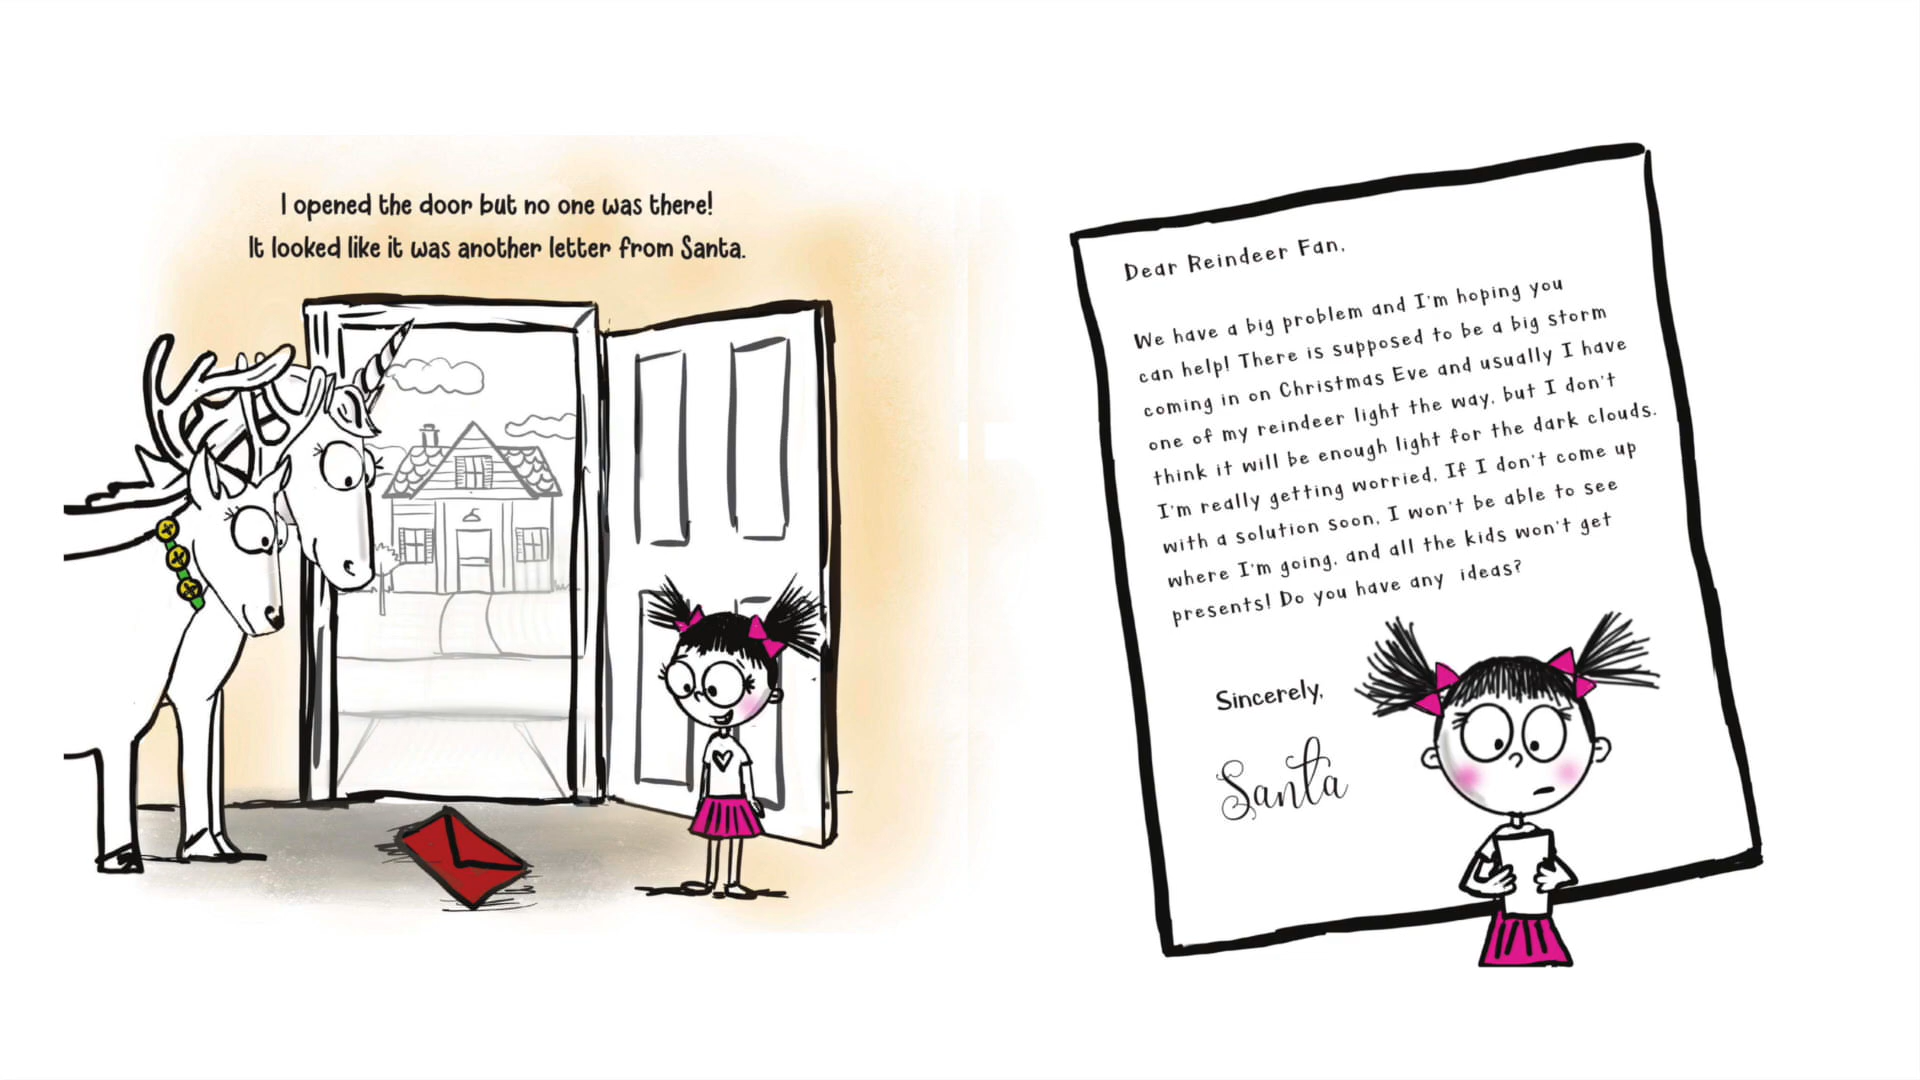 I opened the door but no one was there!
It looked like it was another letter from Santa.
Dear Reindeer Fan,
We have a big problem and I'm hoping you
can help! There is supposed to be a big storm
coming in on Christmas Eve and usually I have
one of my reindeer light the way, but I don't
think it will be enough light for the dark clouds.
I'm really getting worried. If I don't come up
with a solution soon, I won't be able to see
where I'm going, and all the kids won't get
presents! Do you have any ideas?
Sincerely,
Santa